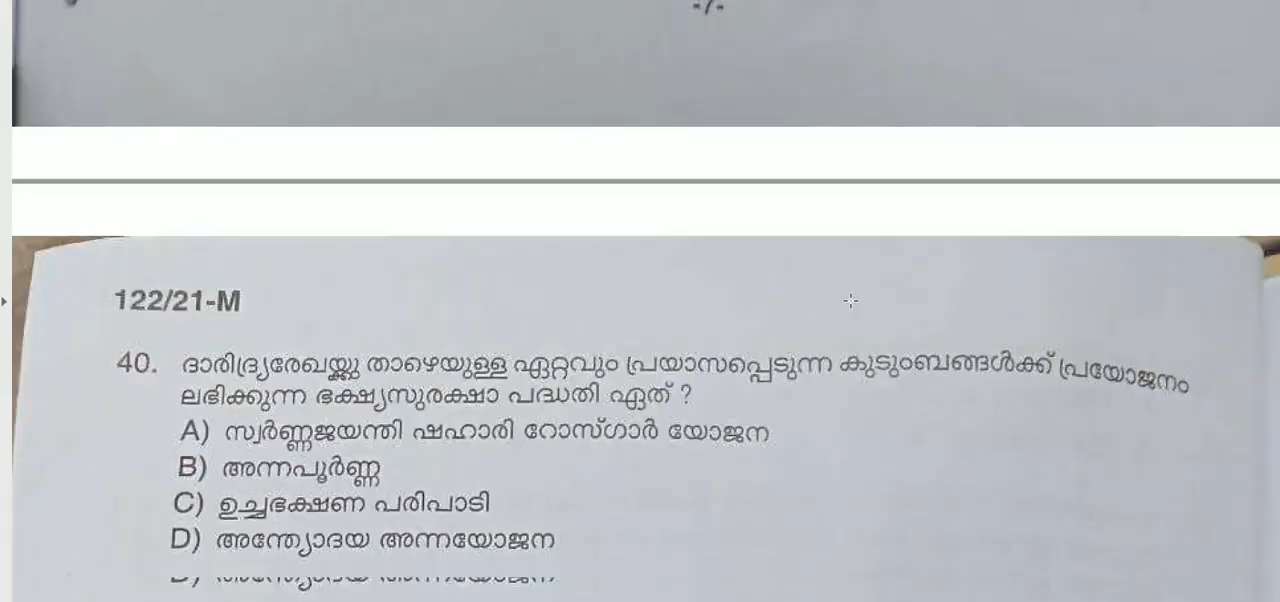 -7-
122/21-M
40. ദാരിദ്ര്യരേഖയ്ക്കു താഴെയുള്ള ഏറ്റവും പ്രയാസപ്പെടുന്ന കുടുംബങ്ങൾക്ക് പ്രയോജനം
ലഭിക്കുന്ന ഭക്ഷ്യസുരക്ഷാ പദ്ധതി ഏത് ?
A) സ്വർണ്ണജയന്തി ഷഹാരി റോസ്ഗാർ യോജന
B) അന്നപൂർണ്ണ
C) ഉച്ചഭക്ഷണ പരിപാടി
D) അന്ത്യോദയ അന്നയോജന